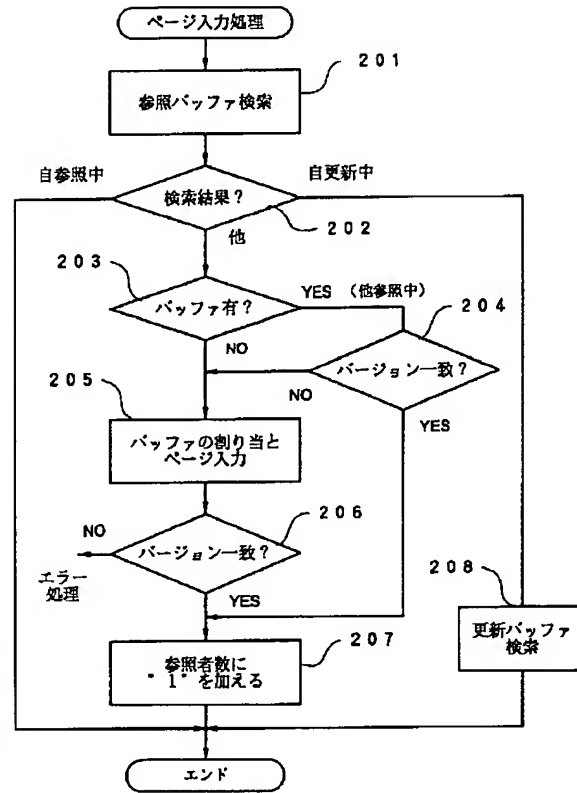 ページ入力処理
201
参照バッファ検索
自参照中
自更新中
検索結果？
202
他
203
YES （他参照中）
204
バッファ有？
NO
バージョン一致？
205
NO
YES
バッファの割り当と
ページ入力
206
NO
バージョン一致？
エラー
処理
208
YES
207
更新バッファ
検索
参照者数に
"1"を加える
エンド